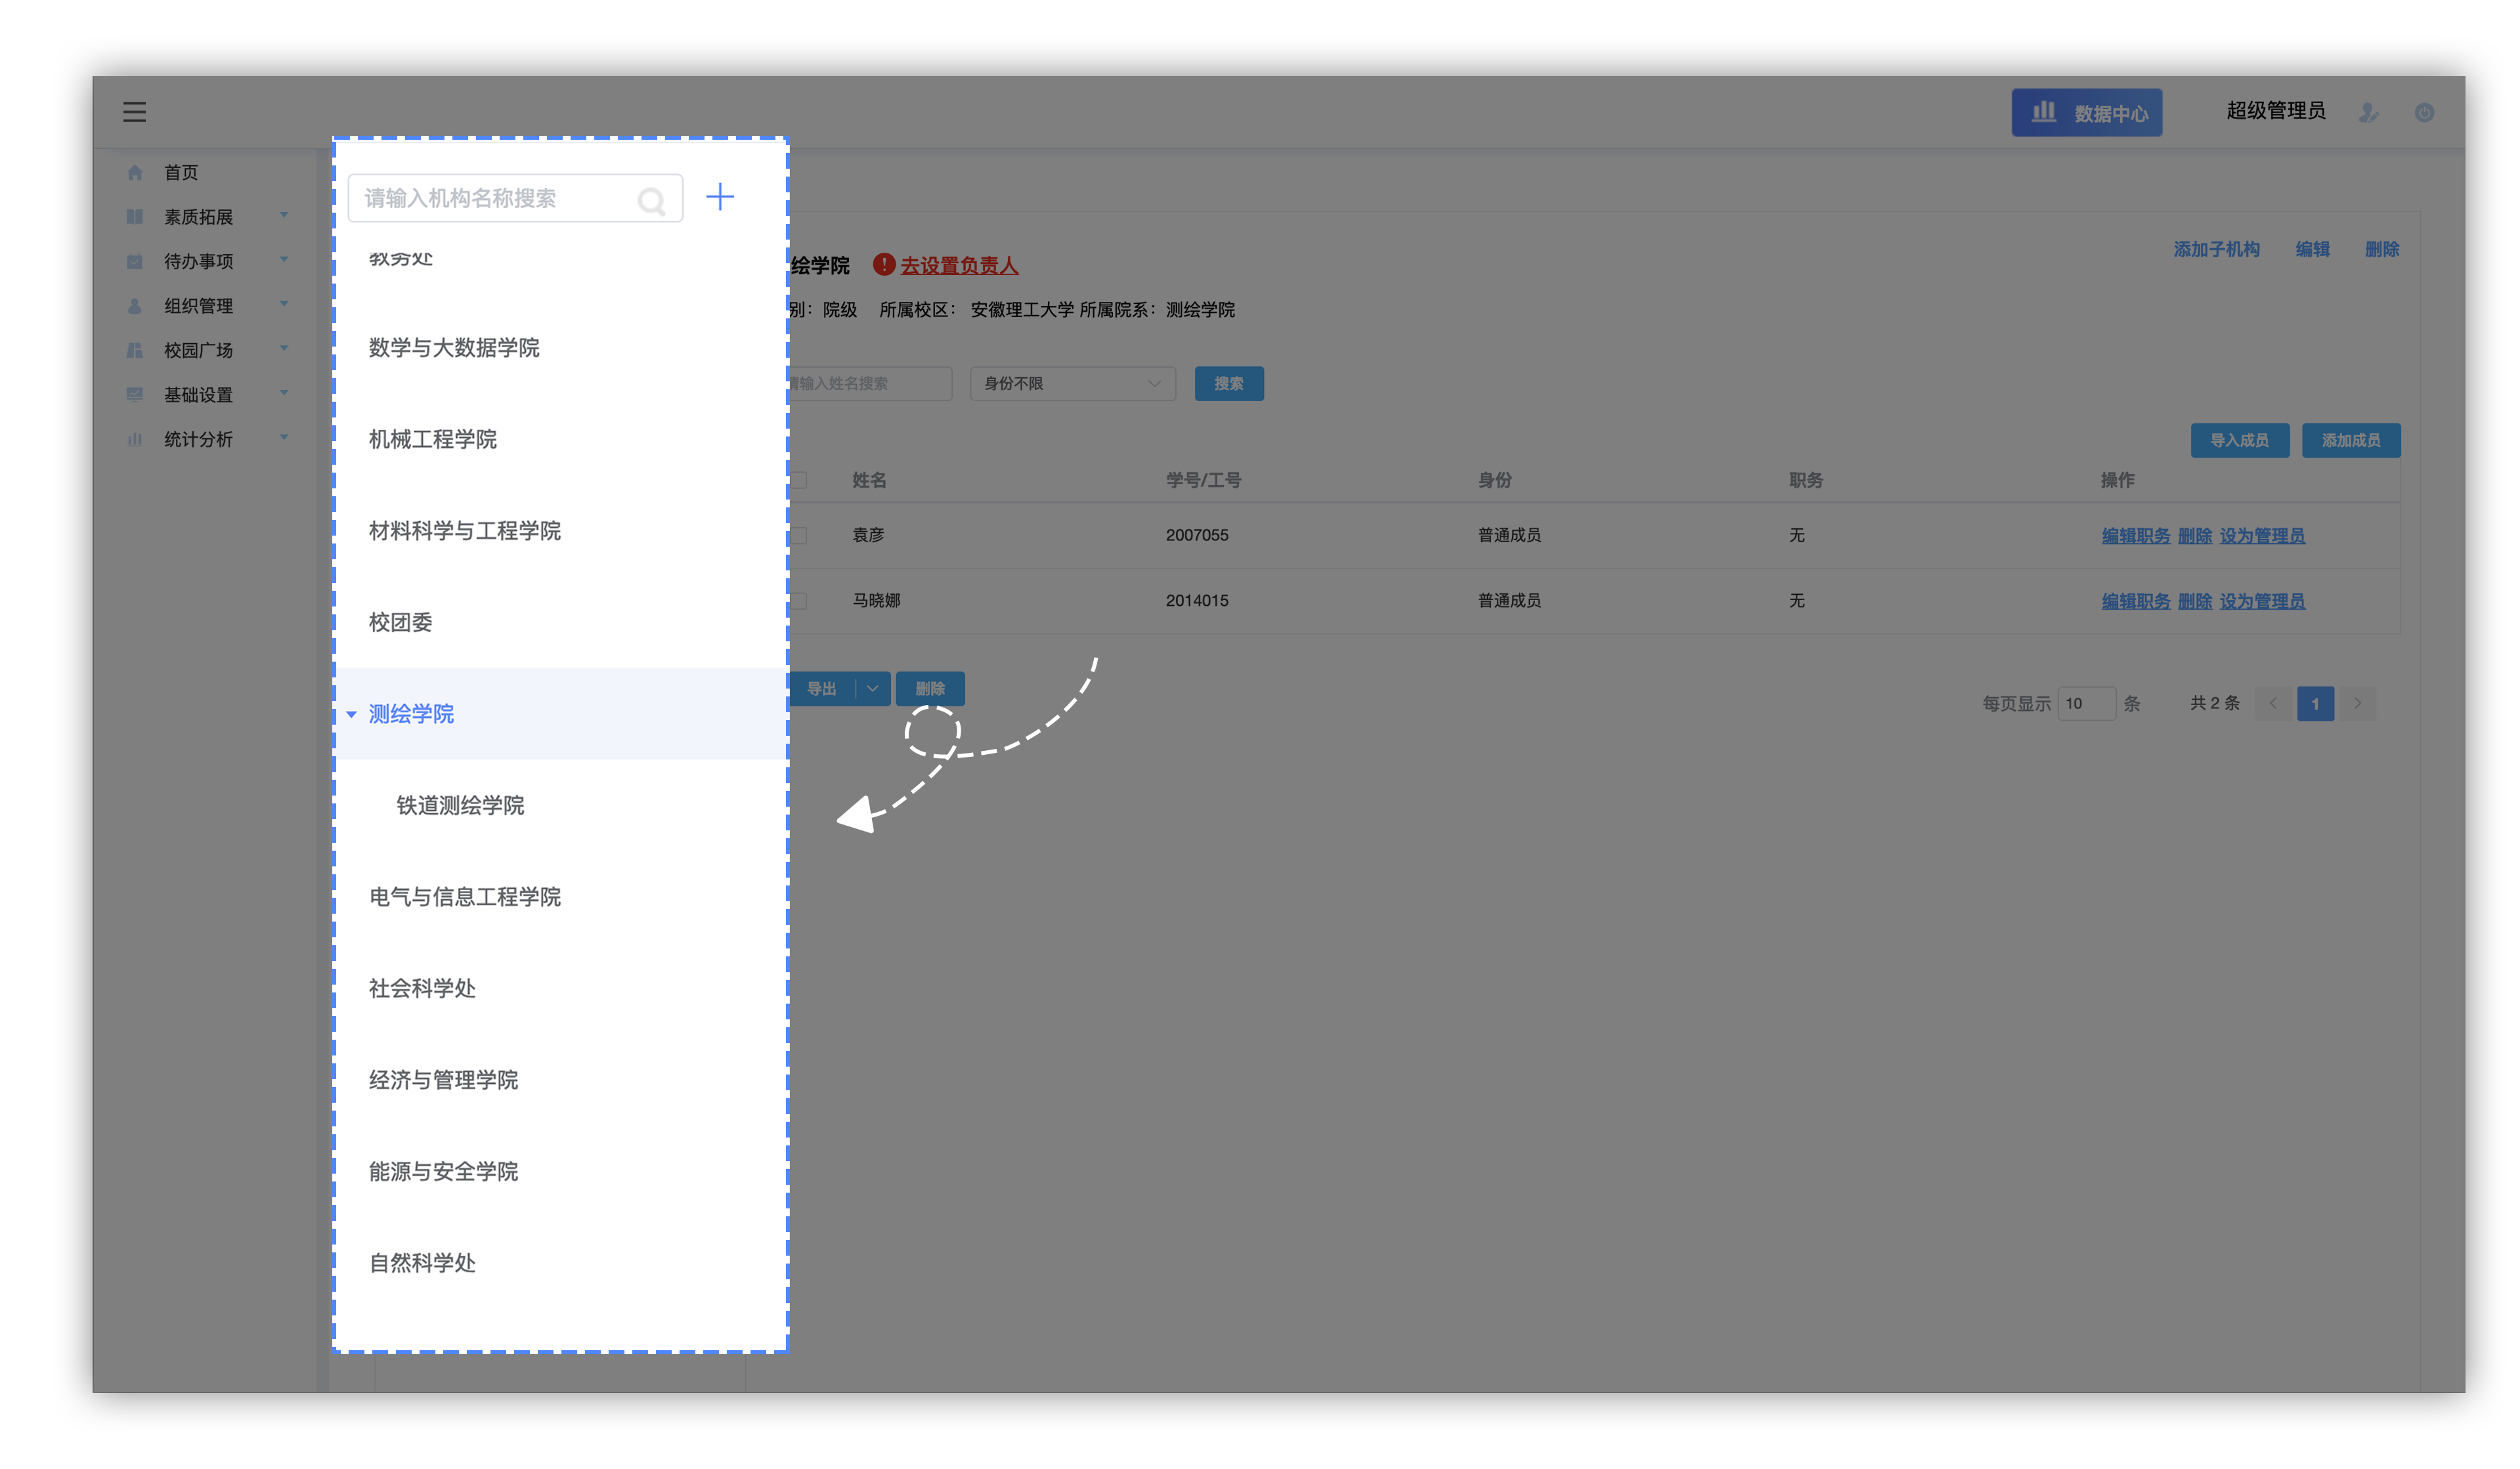 数据中心 超级管理员
首页
素质拓展
待办事项
组织管理
校园广场
基础设置
统计分析
请输入机构名称搜索
教务处
数学与大数据学院
机械工程学院
材料科学与工程学院
校团委
测绘学院
铁道测绘学院
电气与信息工程学院
社会科学处
经济与管理学院
能源与安全学院
自然科学处
绘学院 去设置负责人
添加子机构 编辑 删除
别：院级 所属校区： 安徽理工大学 所属院系：测绘学院
请输入姓名搜索 身份不限 搜索
导入成员 添加成员
姓名 学号/工号 身份 职务 操作
袁彦 2007055 普通成员 无 编辑职务 删除 设为管理员
马晓娜 2014015 普通成员 无 编辑职务 删除 设为管理员
导出 删除
每页显示 10 条 共 2 条 1